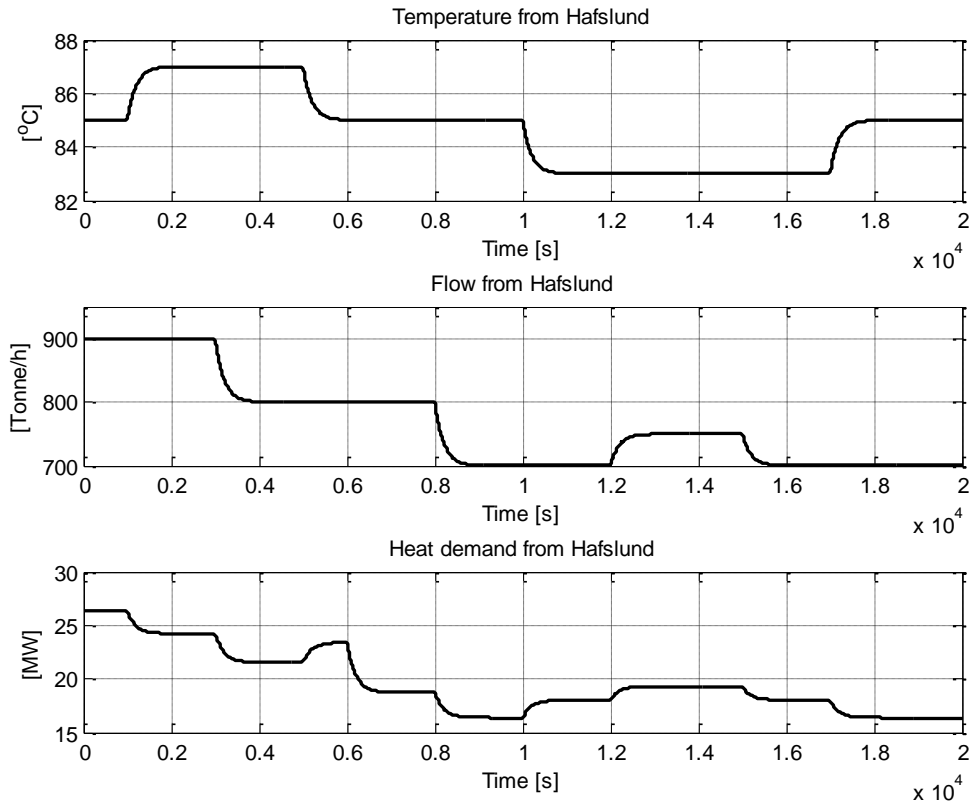 Temperature from Hafslund
88
86
84
82
[°C]
0 0.2 0.4 0.6 0.8 1 1.2 1.4 1.6 1.8 2
Time [s]
x 10^4
Flow from Hafslund
900
800
700
[Tonne/h]
0 0.2 0.4 0.6 0.8 1 1.2 1.4 1.6 1.8 2
Time [s]
x 10^4
Heat demand from Hafslund
30
25
20
15
[MW]
0 0.2 0.4 0.6 0.8 1 1.2 1.4 1.6 1.8 2
Time [s]
x 10^4